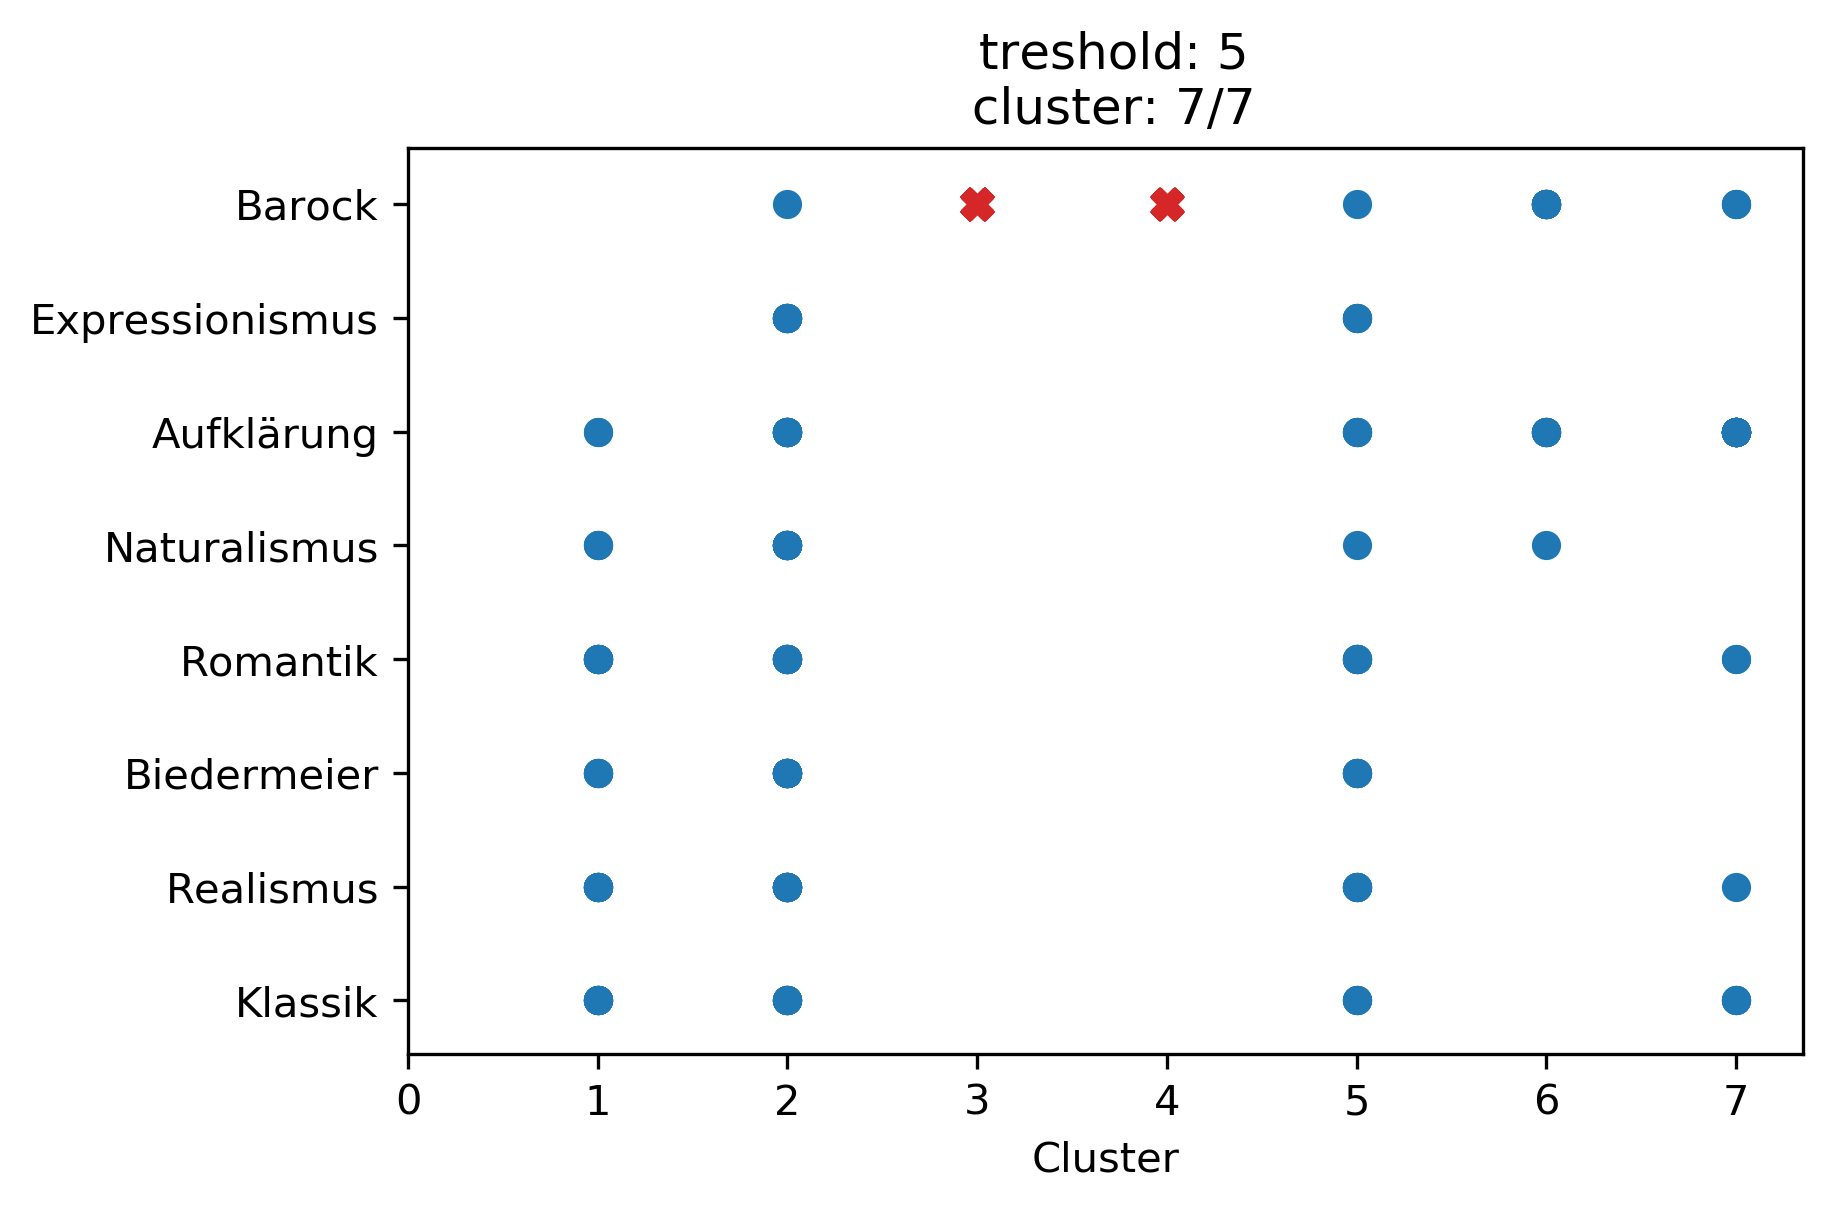 treshold: 5
cluster: 7/7
Barock
Expressionismus
Aufklärung
Naturalismus
Romantik
Biedermeier
Realismus
Klassik
0 1 2 3 4 5 6 7
Cluster